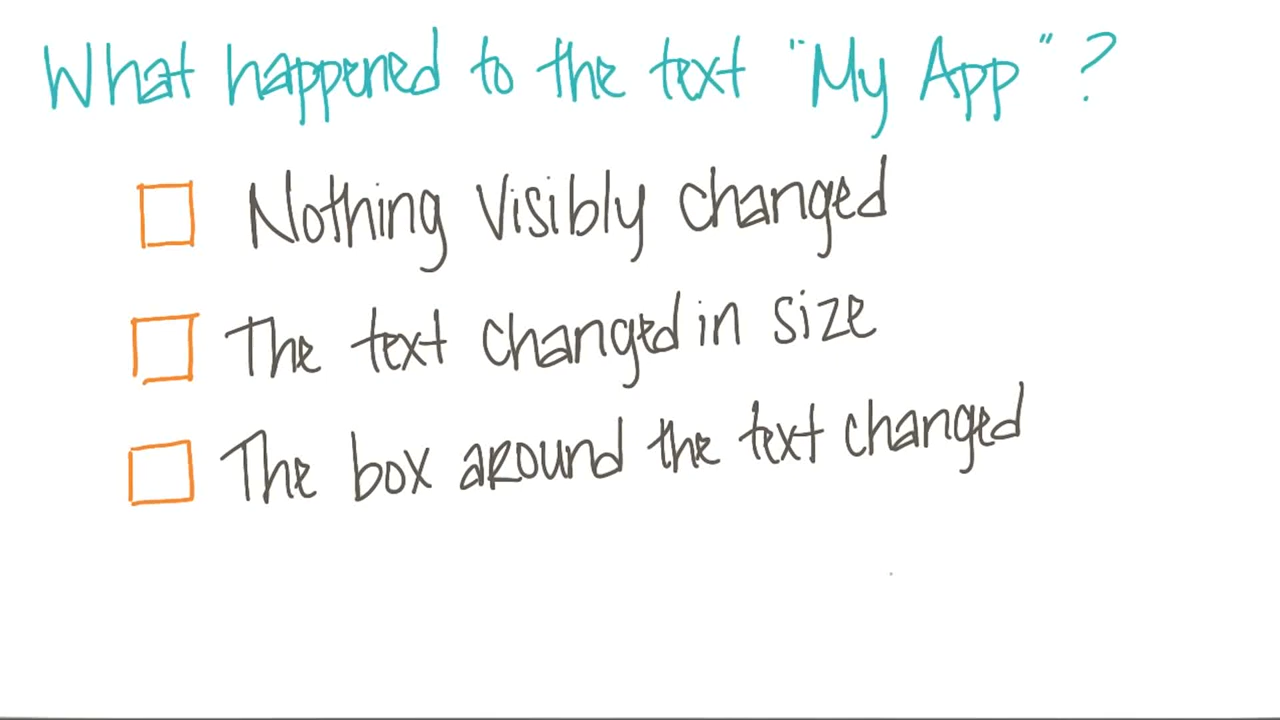 What happened to the text "My App"?
Nothing Visibly changed
The text changed in size
The box around the text changed